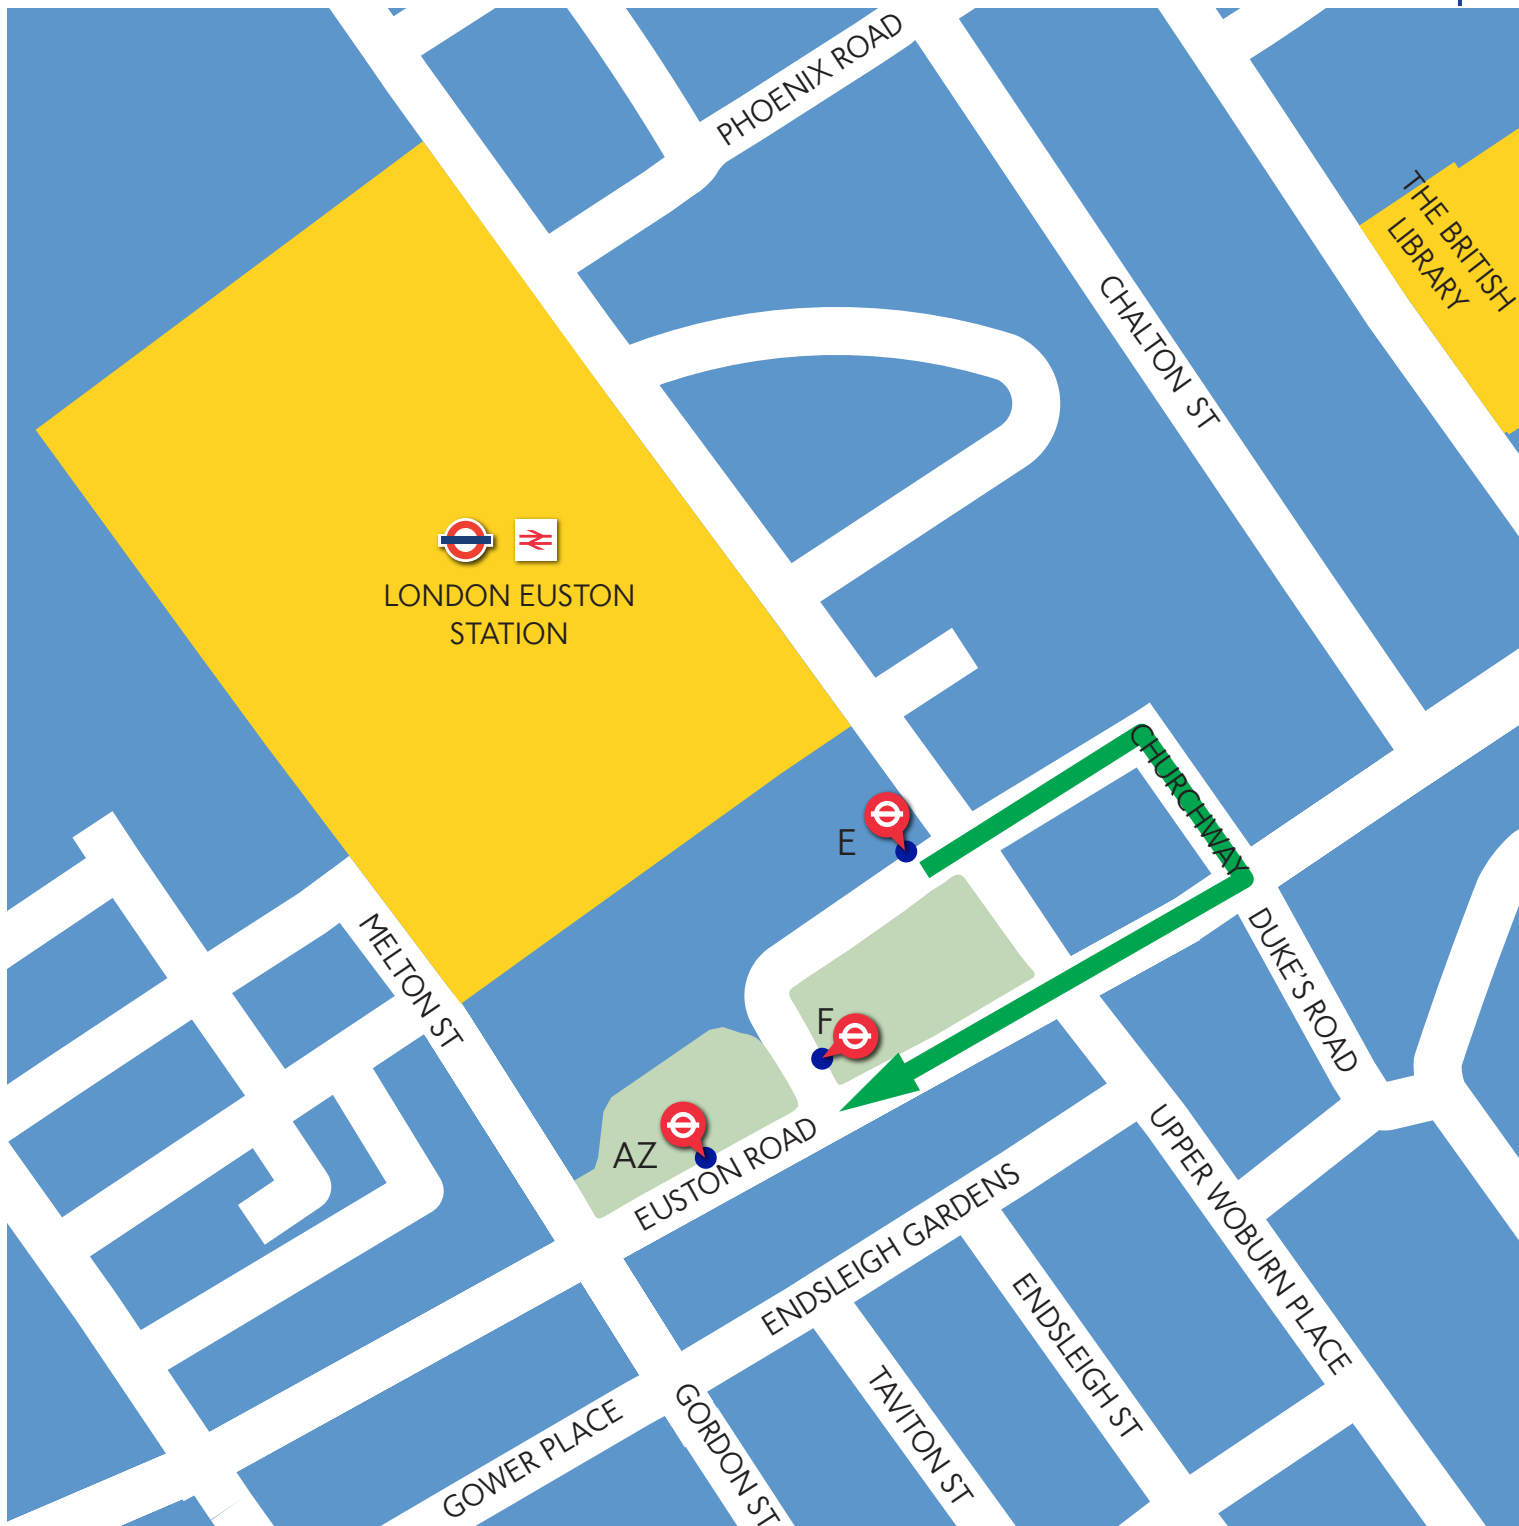 PHOENIX ROAD
THE BRITISH
LIBRARY
CHALTON ST
LONDON EUSTON
STATION
CHURCHWAY
E
MELTON ST
DUKE'S ROAD
F
AZ
EUSTON ROAD
UPPER WOBURN PLACE
ENDSLEIGH GARDENS
ENDSLEIGH ST
TAVITON ST
GORDON ST
GOWER PLACE